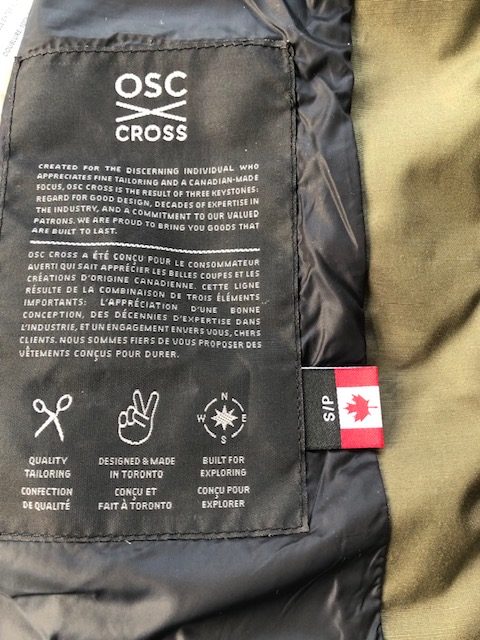 OSC
CROSS
CREATED FOR THE DISCERNING INDIVIDUAL WHO
APPRECIATES FINE TAILORING AND A CANADIAN-MADE
FOCUS, OSC CROSS IS THE RESULT OF THREE KEYSTONES:
REGARD FOR GOOD DESIGN, DECADES OF EXPERTISE IN
THE INDUSTRY, AND A COMMITMENT TO OUR VALUED
PATRONS. WE ARE PROUD TO BRING YOU GOODS THAT
ARE BUILT TO LAST.
OSC CROSS A ÉTÉ CONÇU POUR LE CONSOMMATEUR
AVERTI QUI SAIT APPRÉCIER LES BELLES COUPES ET LES
CRÉATIONS D'ORIGINE CANADIENNE. CETTE LIGNE
RÉSULTE DE LA COMBINAISON DE TROIS ÉLÉMENTS
IMPORTANTS: L'APPRÉCIATION D'UNE BONNE
CONCEPTION, DES DÉCENNIES D'EXPERTISE DANS
L'INDUSTRIE, ET UN ENGAGEMENT ENVERS VOUS, CHERS
CLIENTS. NOUS SOMMES FIERS DE VOUS PROPOSER DES
VÊTEMENTS CONÇUS POUR DURER.
N
W E
S
S/P
QUALITY
TAILORING
CONFECTION
DE QUALITÉ
DESIGNED & MADE
IN TORONTO
CONÇU ET
FAIT À TORONTO
BUILT FOR
EXPLORING
CONÇU POUR
EXPLORER